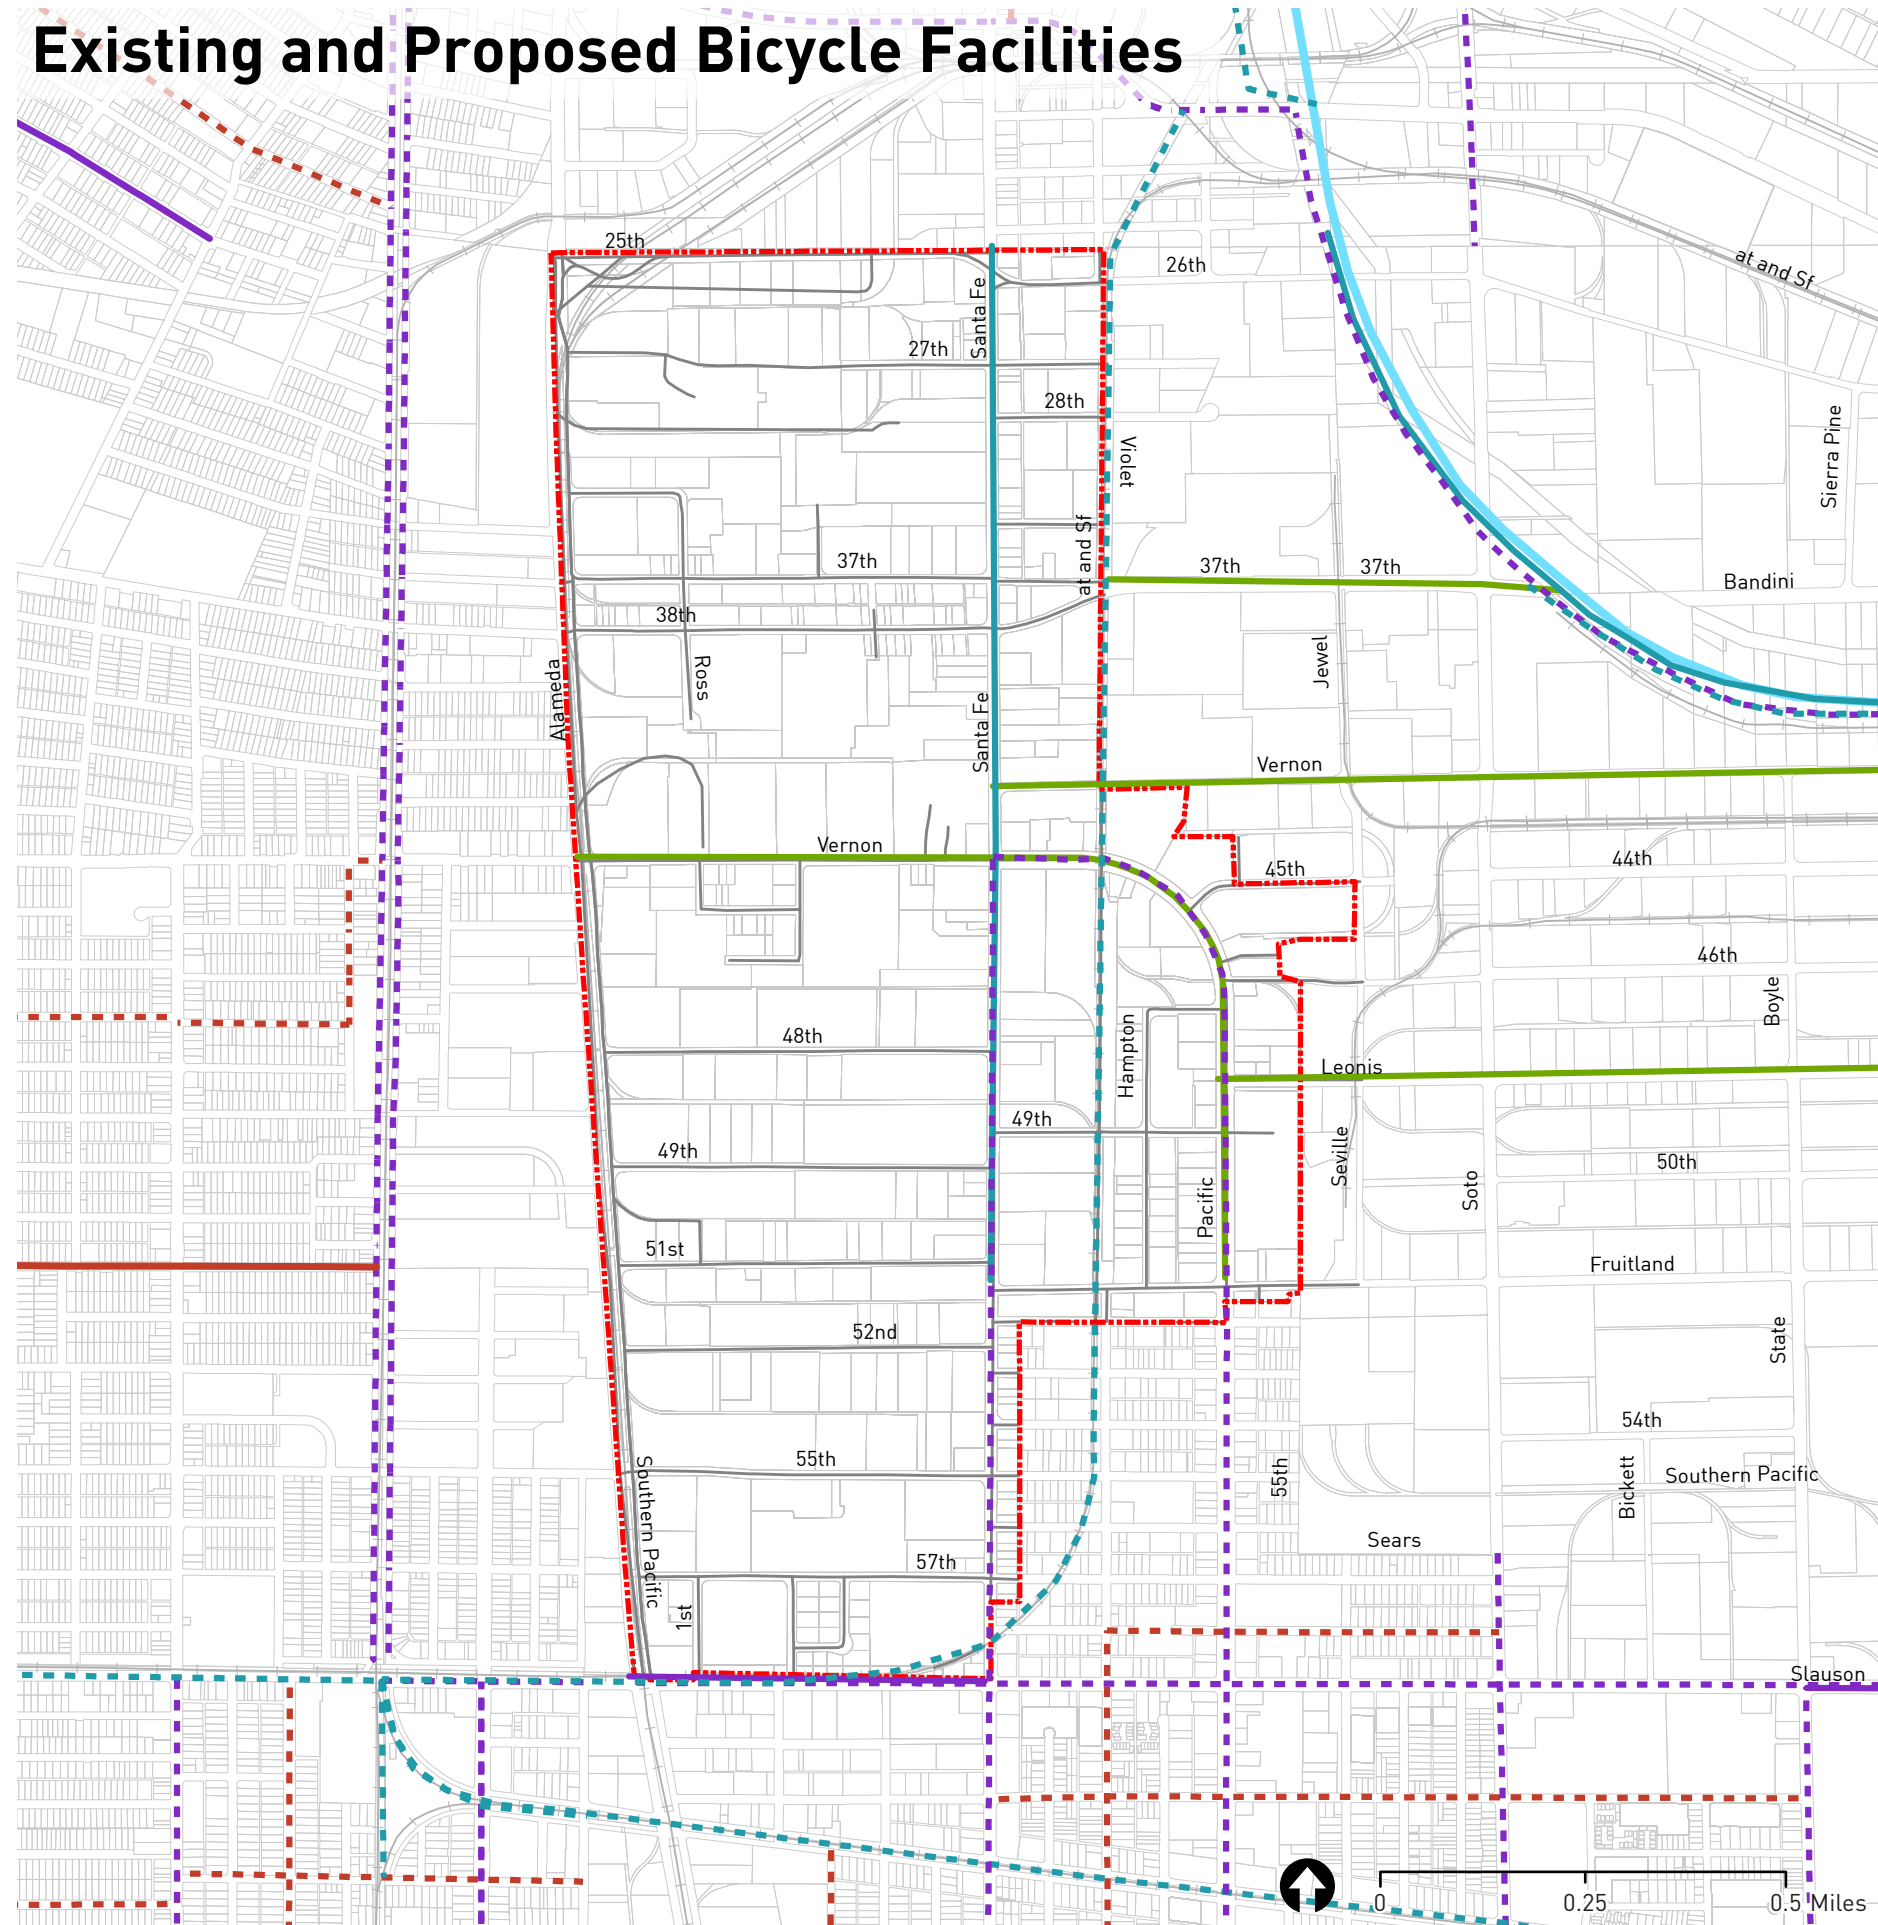 Existing and Proposed Bicycle Facilities
25th
26th
at and Sf
Santa Fe
27th
28th
Violet
Sierra Pine
at and Sf
37th
37th
37th
Bandini
38th
Ross
Jewel
Alameda
Santa Fe
Vernon
Vernon
45th
44th
46th
Boyle
Hampton
48th
Leonis
49th
49th
Seville
50th
Soto
Pacific
51st
Fruitland
52nd
State
54th
55th
55th
Bickett
Southern Pacific
Southern Pacific
Sears
57th
1st
Slauson
0
0.25
0.5 Miles